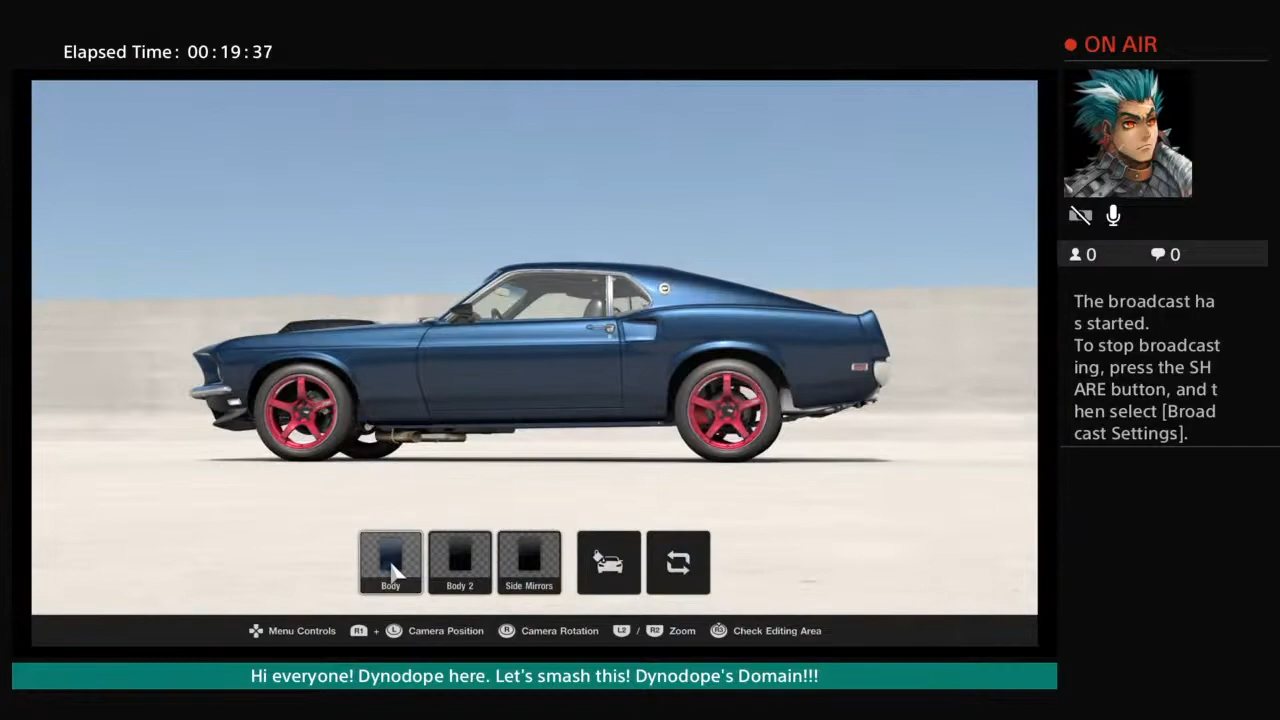 Elapsed Time: 00:19:37
ON AIR
0
0
The broadcast ha
s started.
To stop broadcast
ing, press the SH
ARE button, and t
hen select [Broad
cast Settings].
Body
Body 2
Side Mirrors
Menu Controls R1 + L Camera Position R Camera Rotation L2 / R2 Zoom R3 Check Editing Area
Hi everyone! Dynodope here. Let's smash this! Dynodope's Domain!!!